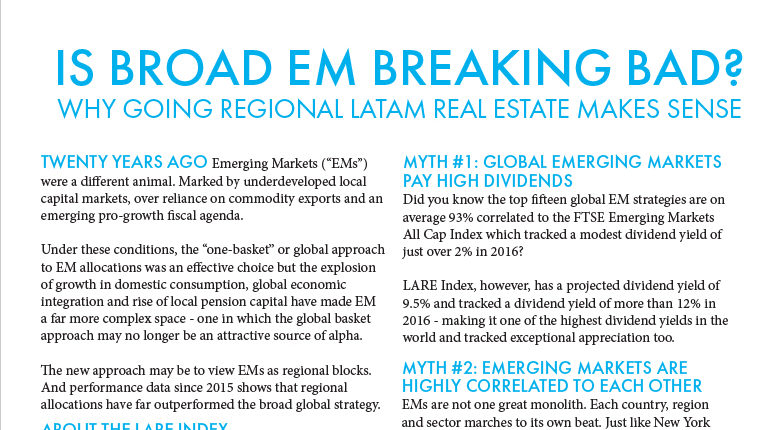 IS BROAD EM BREAKING BAD?
WHY GOING REGIONAL LATAM REAL ESTATE MAKES SENSE
TWENTY YEARS AGO Emerging Markets (“EMs”)
were a different animal. Marked by underdeveloped local
capital markets, over reliance on commodity exports and an
emerging pro-growth fiscal agenda.
Under these conditions, the “one-basket” or global approach
to EM allocations was an effective choice but the explosion
of growth in domestic consumption, global economic
integration and rise of local pension capital have made EM
a far more complex space - one in which the global basket
approach may no longer be an attractive source of alpha.
The new approach may be to view EMs as regional blocks.
And performance data since 2015 shows that regional
allocations have far outperformed the broad global strategy.
ABOUT THE LARE INDEX
MYTH #1: GLOBAL EMERGING MARKETS
PAY HIGH DIVIDENDS
Did you know the top fifteen global EM strategies are on
average 93% correlated to the FTSE Emerging Markets
All Cap Index which tracked a modest dividend yield of
just over 2% in 2016?
LARE Index, however, has a projected dividend yield of
9.5% and tracked a dividend yield of more than 12% in
2016 - making it one of the highest dividend yields in the
world and tracked exceptional appreciation too.
MYTH #2: EMERGING MARKETS ARE
HIGHLY CORRELATED TO EACH OTHER
EMs are not one great monolith. Each country, region
and sector marches to its own beat. Just like New York